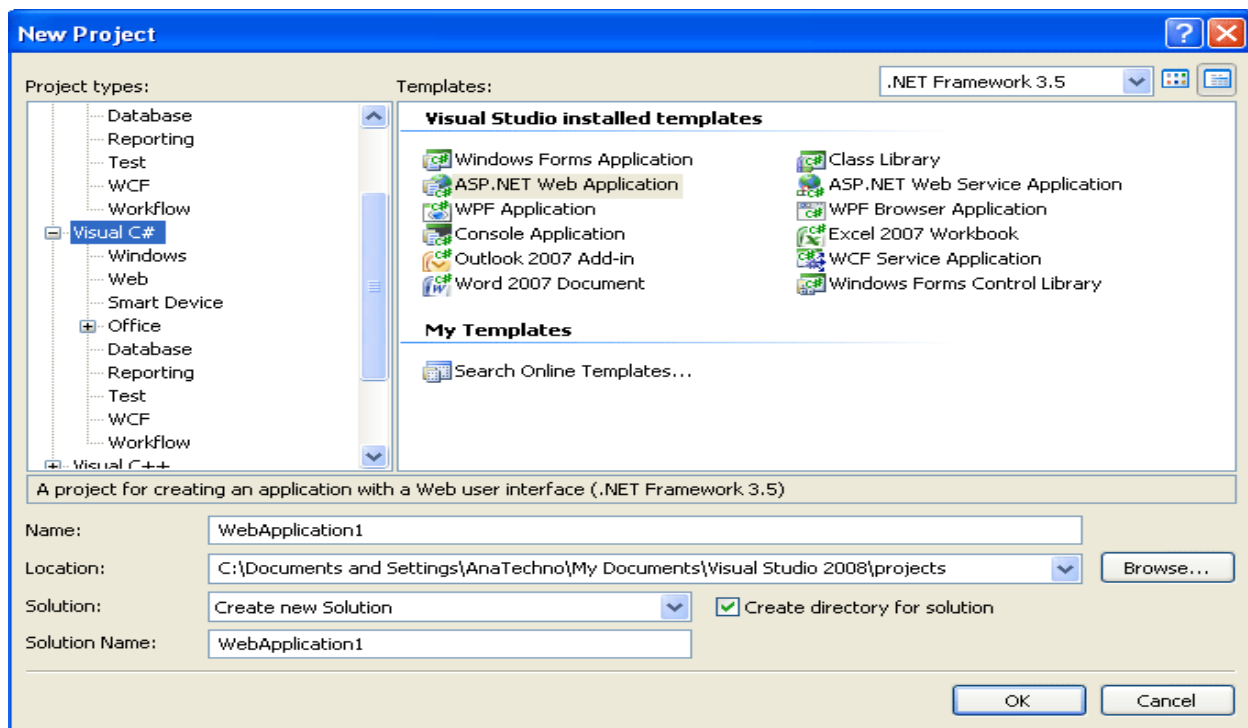 New Project
Project types:
Templates:
.NET Framework 3.5
Database
Reporting
Test
WCF
Workflow
Visual C#
Windows
Web
Smart Device
Office
Database
Reporting
Test
WCF
Workflow
Visual C++
Visual Studio installed templates
Windows Forms Application
Class Library
ASP.NET Web Application
ASP.NET Web Service Application
WPF Application
WPF Browser Application
Console Application
Excel 2007 Workbook
Outlook 2007 Add-in
WCF Service Application
Word 2007 Document
Windows Forms Control Library
My Templates
Search Online Templates...
A project for creating an application with a Web user interface (.NET Framework 3.5)
Name:
WebApplication1
Location:
C:\Documents and Settings\AnaTechno\My Documents\Visual Studio 2008\projects
Browse...
Solution:
Create new Solution
Create directory for solution
Solution Name:
WebApplication1
OK
Cancel